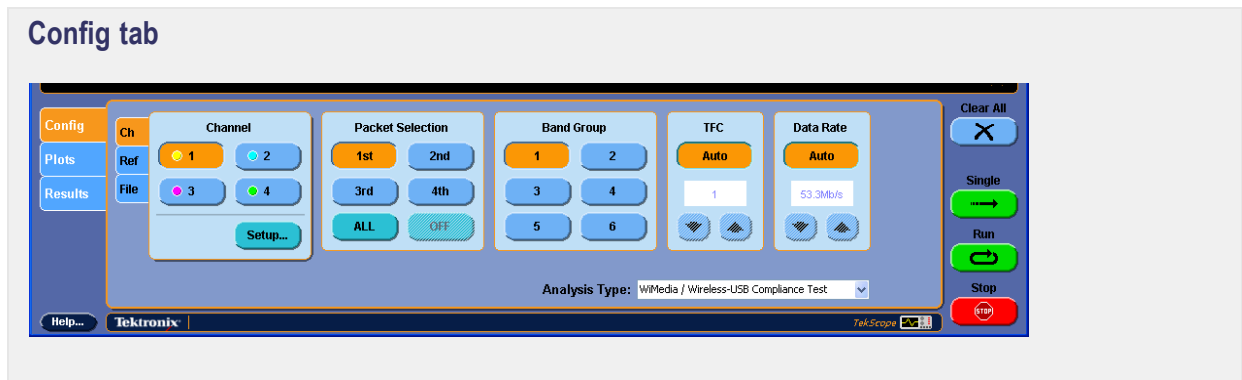 Config tab
Config
Plots
Results
Ch
Ref
File
Channel
1 2
3 4
Setup...
Packet Selection
1st 2nd
3rd 4th
ALL OFF
Band Group
1 2
3 4
5 6
TFC
Auto
1
Data Rate
Auto
53.3Mb/s
Analysis Type: WiMedia / Wireless-USB Compliance Test
Clear All
Single
Run
Stop
STOP
Help...
Tektronix
TekScope